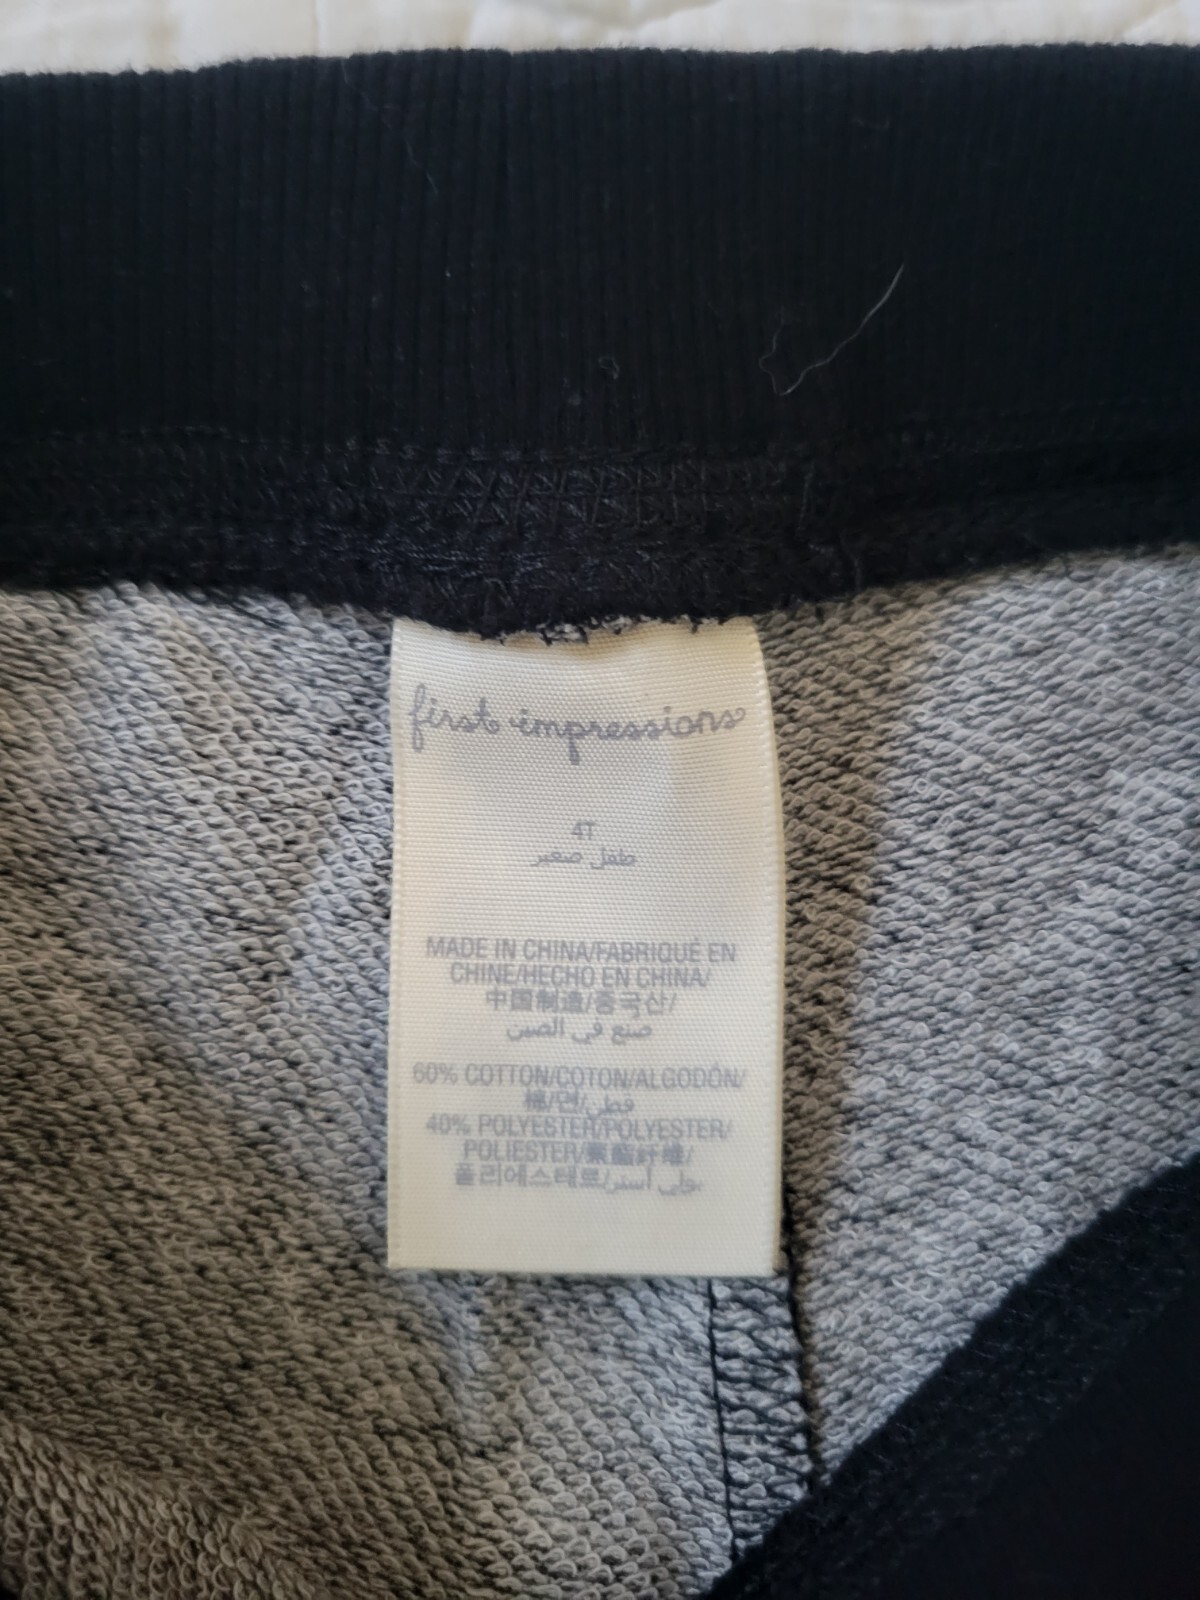 first impressions
4T
طفل صغير
MADE IN CHINA/FABRIQUÉ EN
CHINE/HECHO EN CHINA/
中国制造/중국산/
صنع في الصين
60% COTTON/COTON/ALGODÓN/
棉/면/قطن
40% POLYESTER/POLYESTER/
POLIESTER/聚酯纤维/
폴리에스테르/بولي أستر